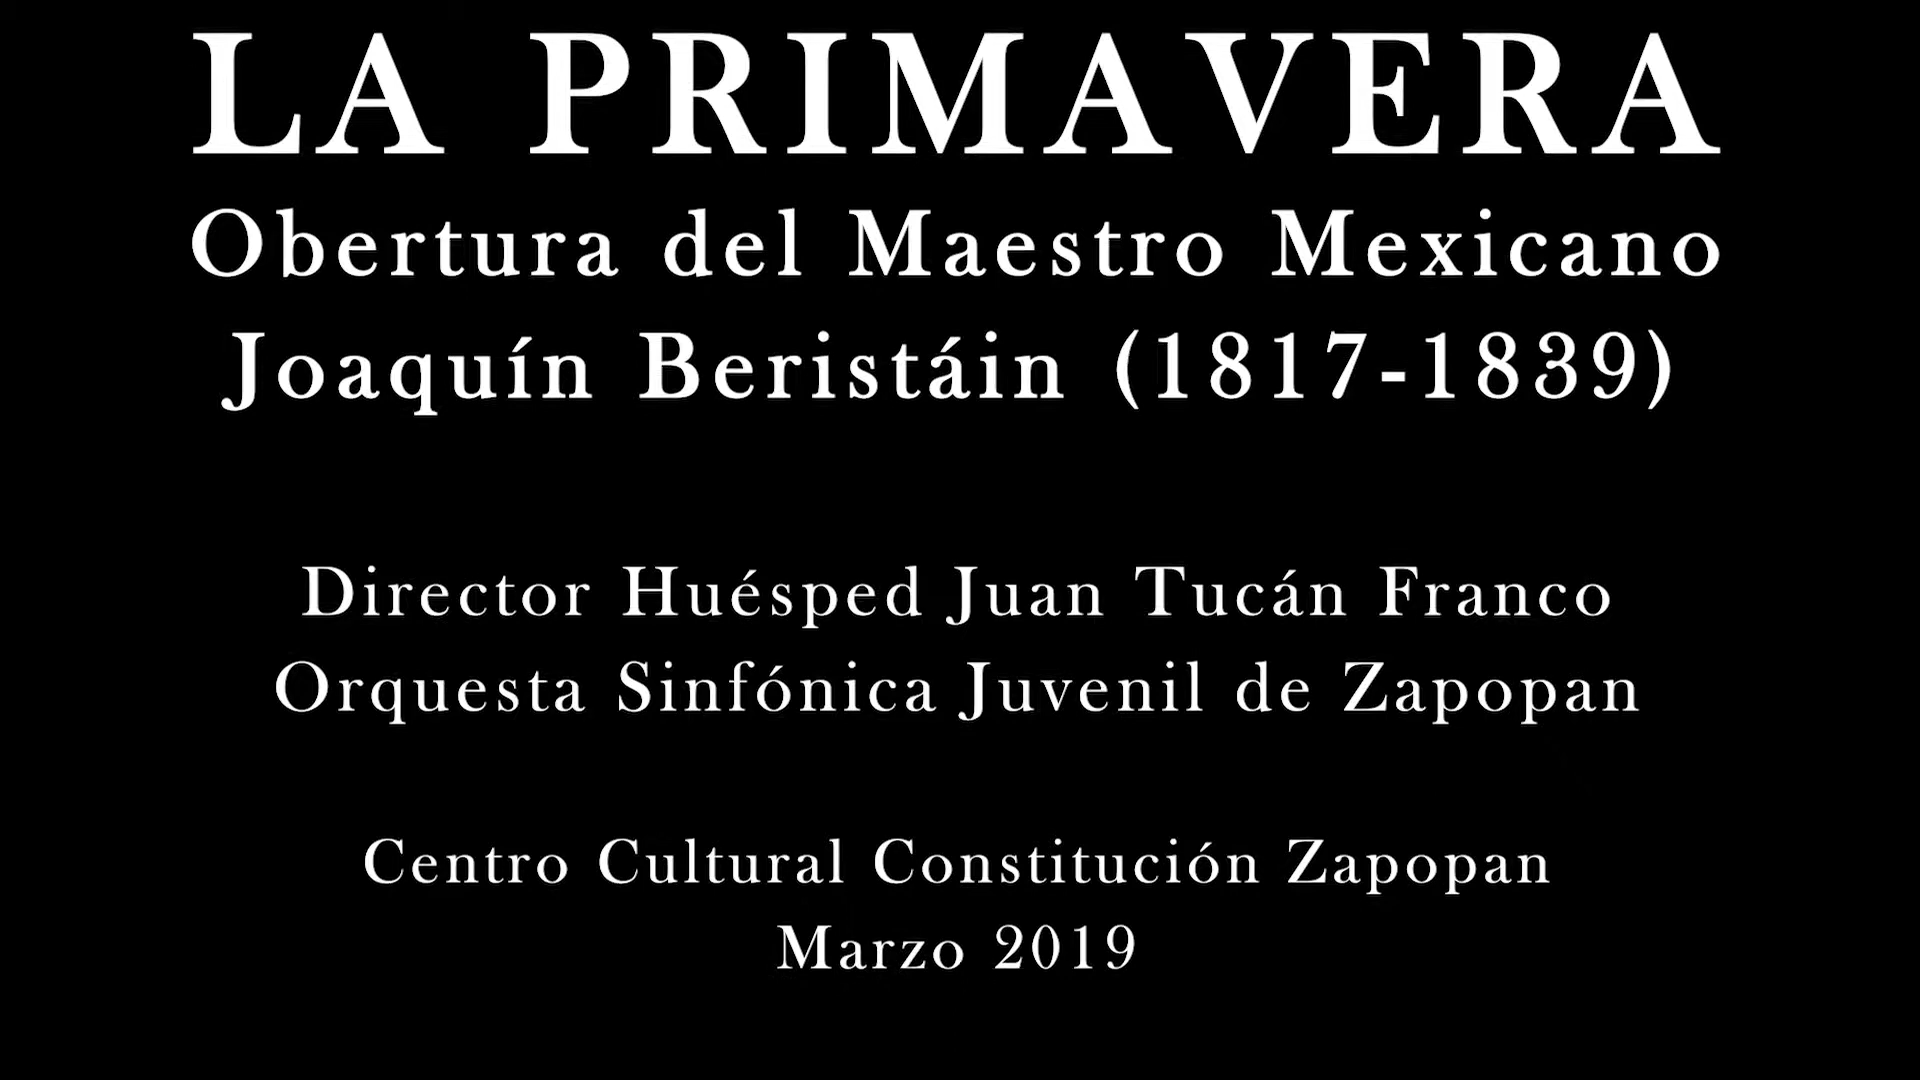 LA PRIMAVERA
Obertura del Maestro Mexicano
Joaquín Beristáin (1817-1839)
Director Huésped Juan Tucán Franco
Orquesta Sinfónica Juvenil de Zapopan
Centro Cultural Constitución Zapopan
Marzo 2019